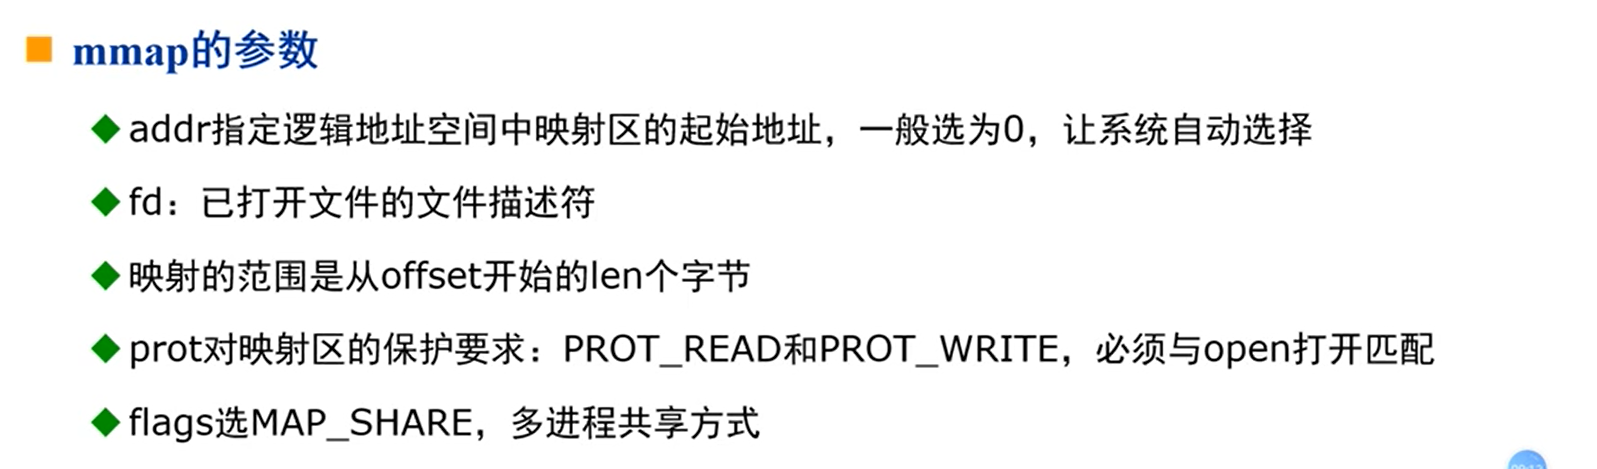 mmap的参数
addr指定逻辑地址空间中映射区的起始地址，一般选为0，让系统自动选择
fd：已打开文件的文件描述符
映射的范围是从offset开始的len个字节
prot对映射区的保护要求：PROT_READ和PROT_WRITE，必须与open打开匹配
flags选MAP_SHARE，多进程共享方式